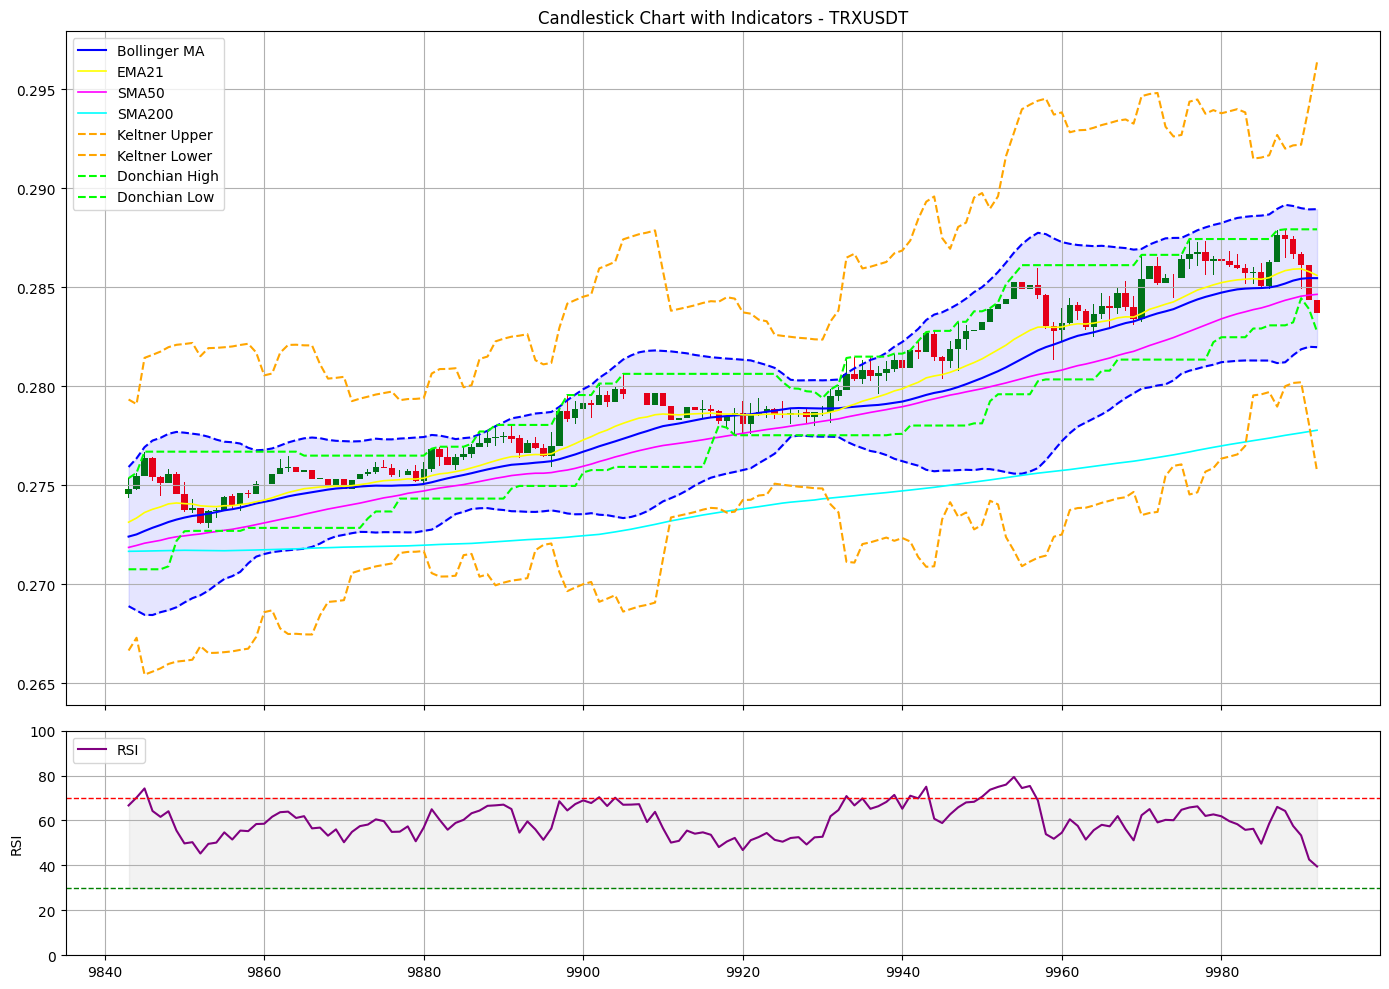 Candlestick Chart with Indicators - TRXUSDT
Bollinger MA
EMA21
SMA50
SMA200
Keltner Upper
Keltner Lower
Donchian High
Donchian Low
0.295
0.290
0.285
0.280
0.275
0.270
0.265
RSI
100
80
60
40
20
0
RSI
9840
9860
9880
9900
9920
9940
9960
9980